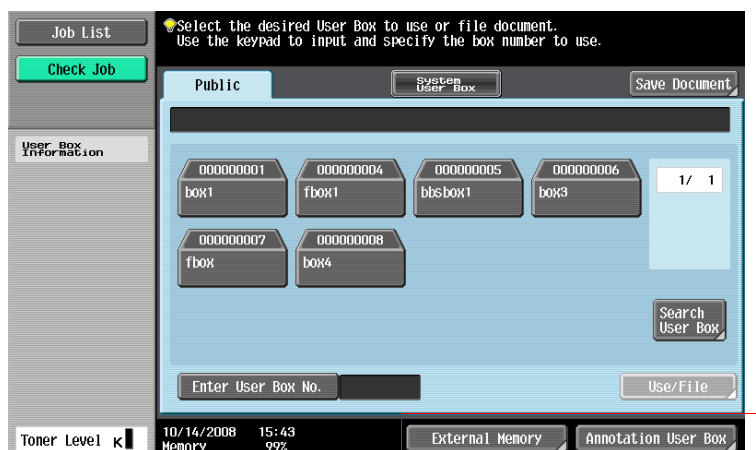 Job List
Select the desired User Box to use or file document.
Use the keypad to input and specify the box number to use.
Check Job
Public
System
User Box
Save Document
User Box
Information
000000001
box1
000000004
fbox1
000000005
bbsbox1
000000006
box3
1/ 1
000000007
fbox
000000008
box4
Search
User Box
Enter User Box No.
Use/File
Toner Level K
10/14/2008 15:43
Memory 99%
External Memory
Annotation User Box